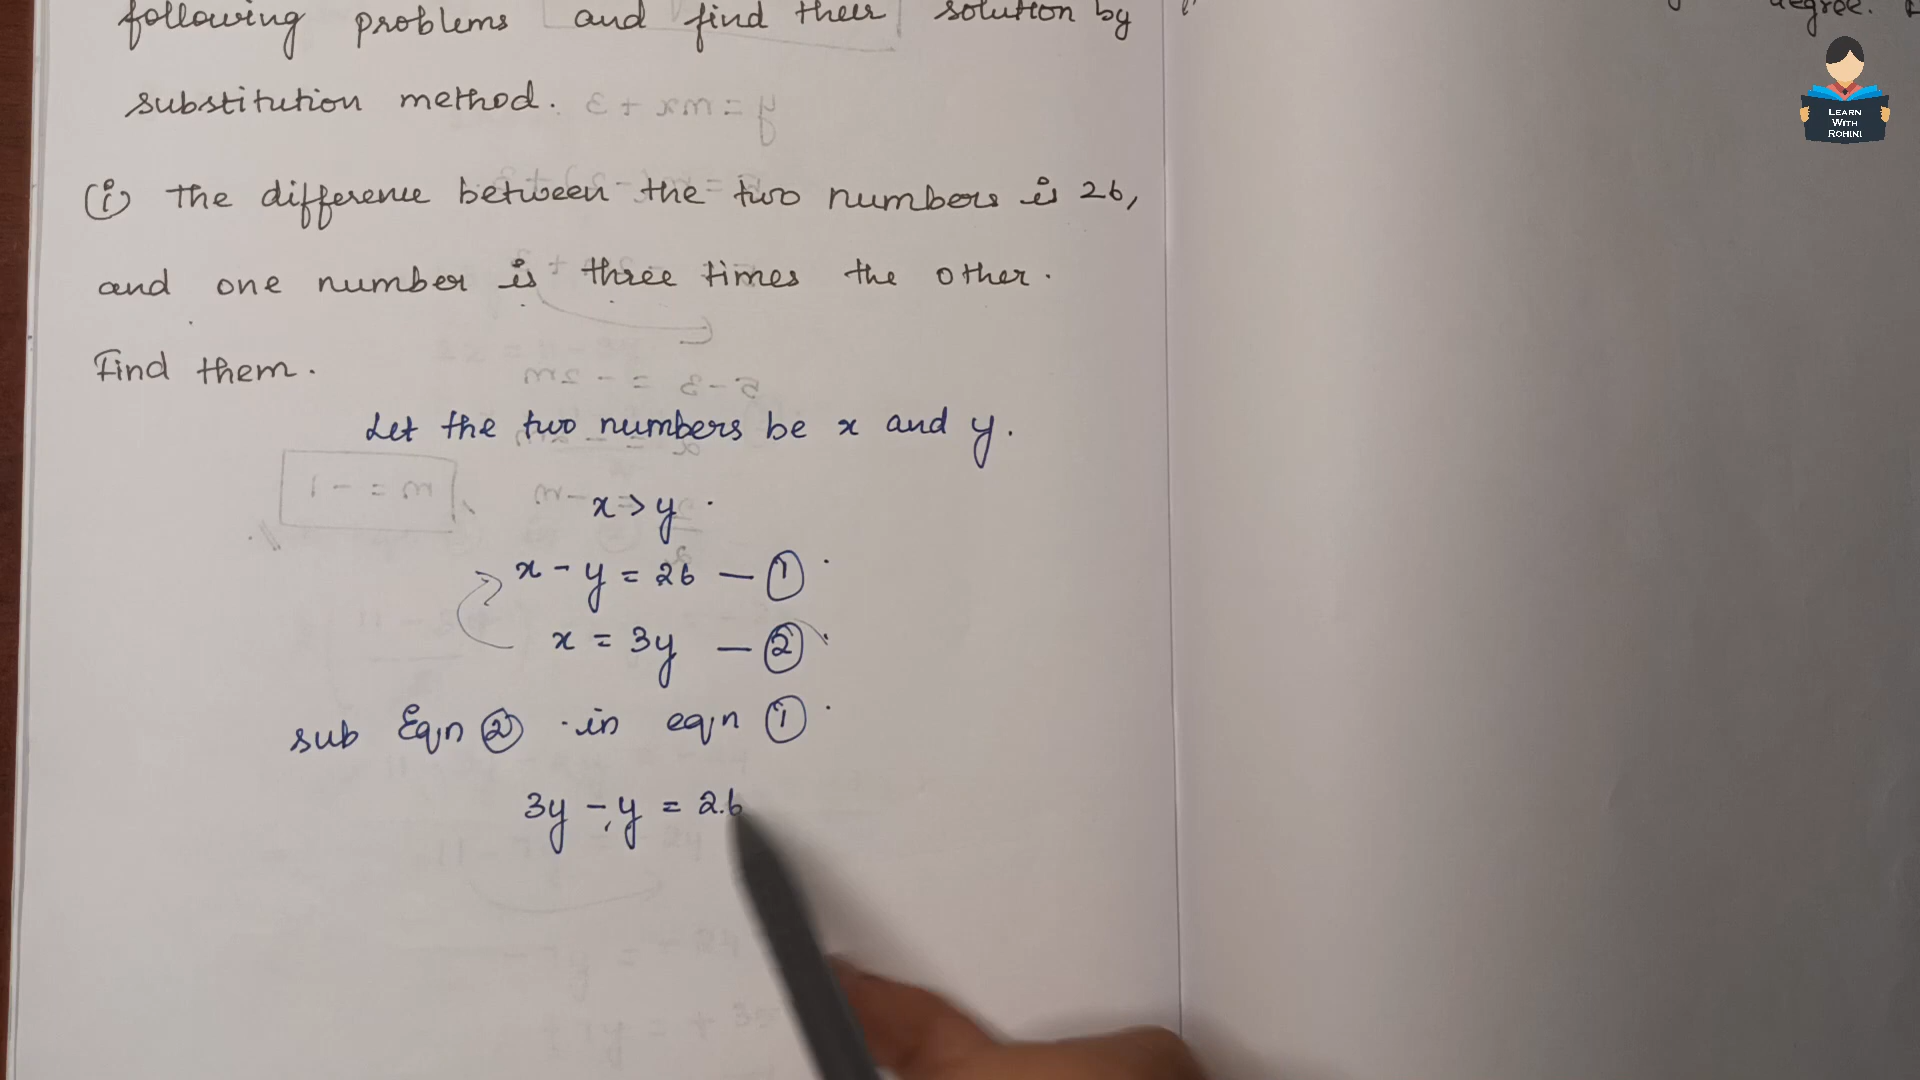 following problems and find their solution by
substitution method.
(i) The difference between the two numbers is 26,
and one number is three times the other.
Find them.
Let the two numbers be x and y.
x > y.
x - y = 26 — ①
x = 3y — ②
sub Eqn ② in eqn ①
3y - y = 26
degree.
LEARN
WITH
ROHINI